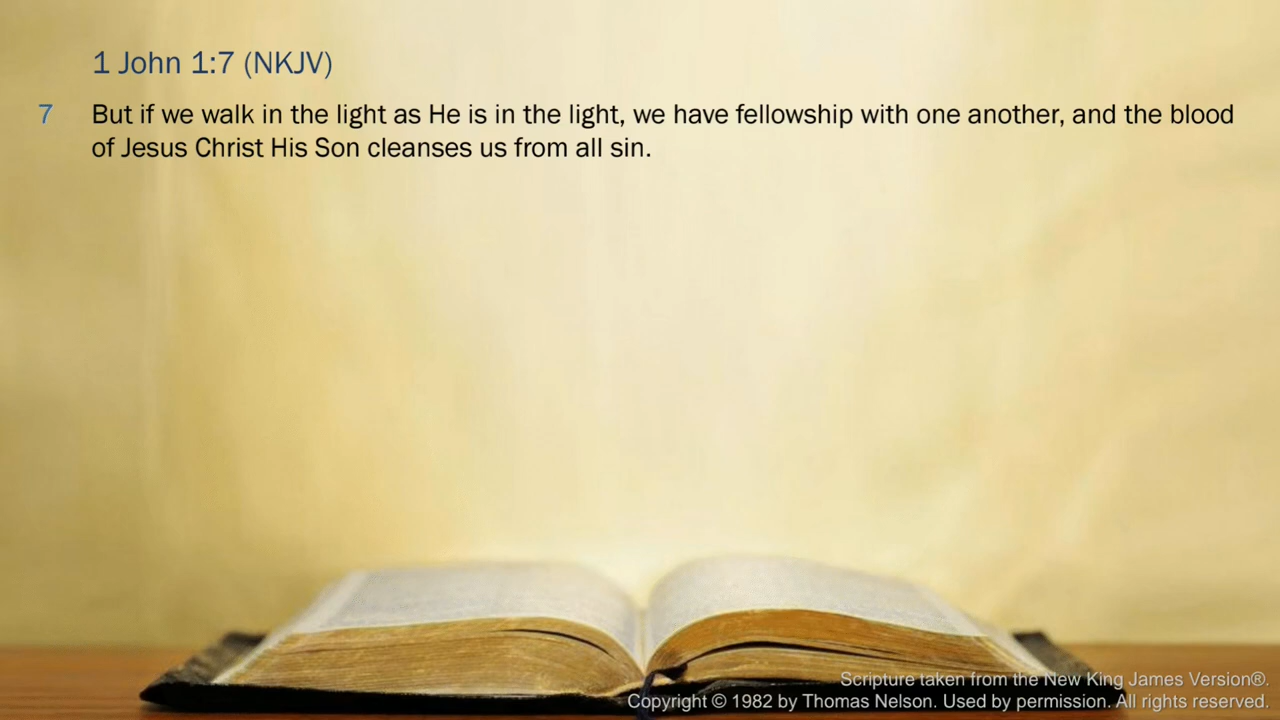 1 John 1:7 (NKJV)
7 But if we walk in the light as He is in the light, we have fellowship with one another, and the blood
of Jesus Christ His Son cleanses us from all sin.
Scripture taken from the New King James Version®.
Copyright © 1982 by Thomas Nelson. Used by permission. All rights reserved.